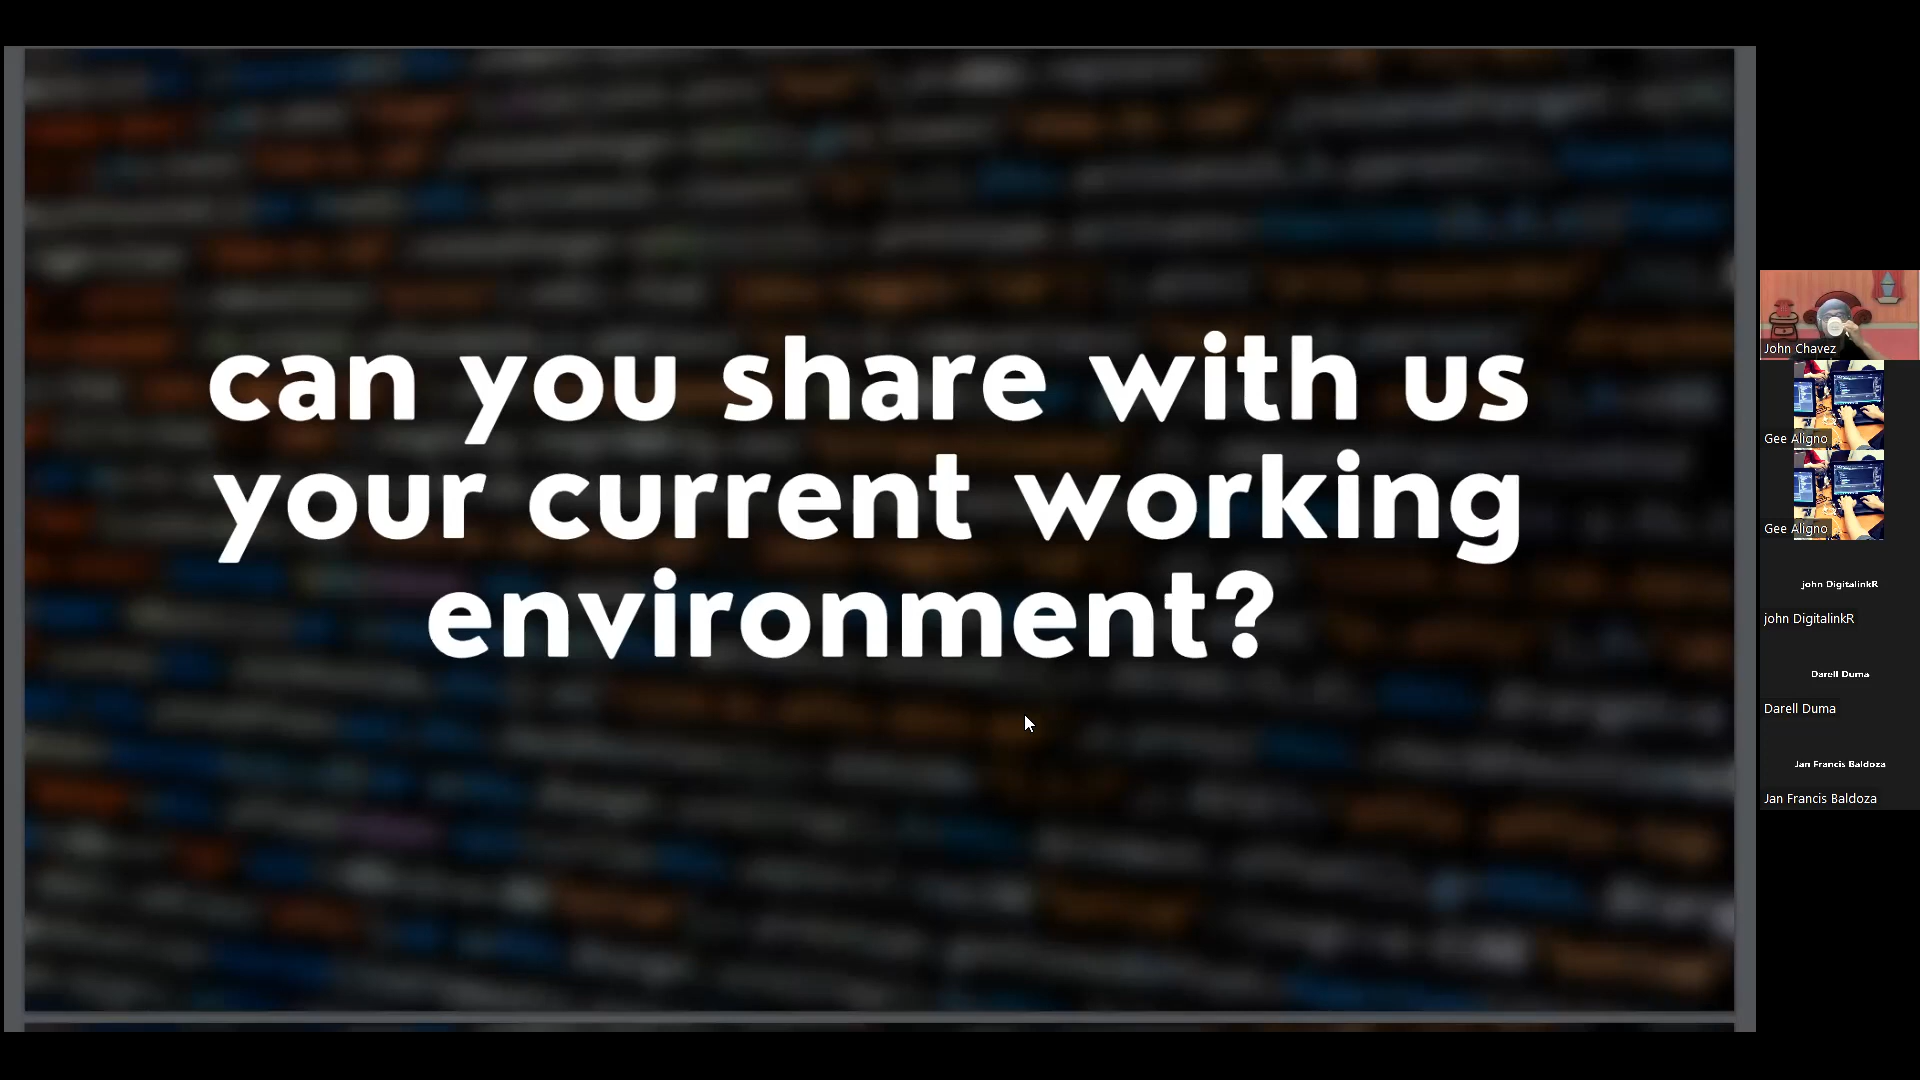 can you share with us
your current working
environment?
John Chavez
Gee Aligno
Gee Aligno
john DigitalinkR
john DigitalinkR
Darell Duma
Darell Duma
Jan Francis Baldoza
Jan Francis Baldoza